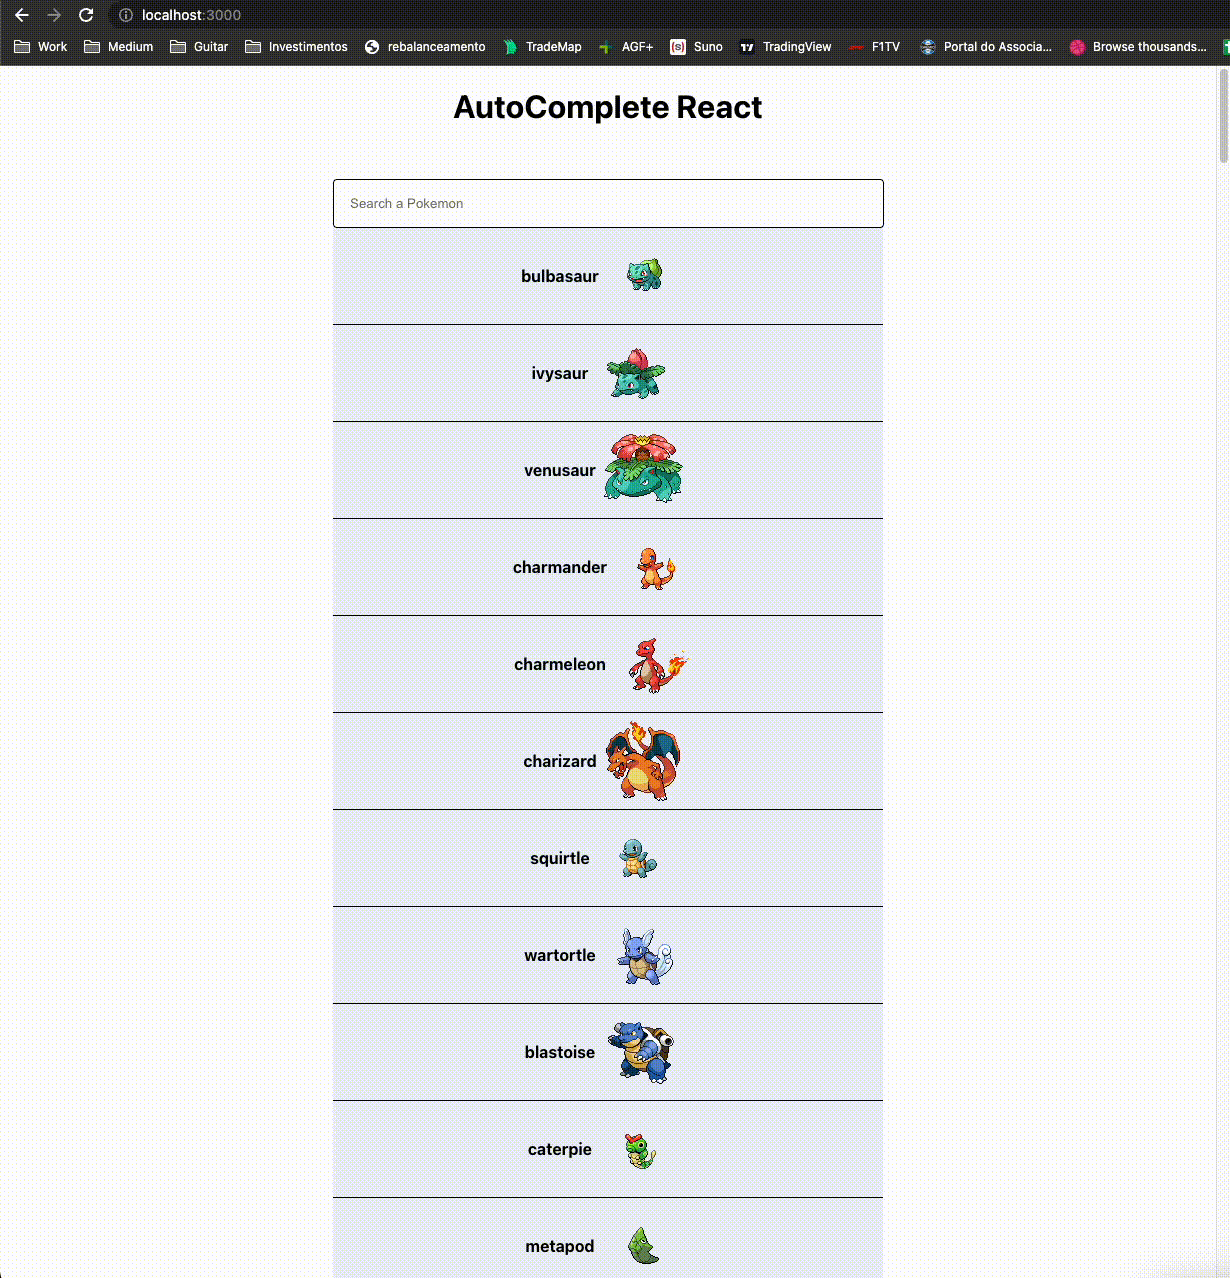 localhost:3000
Work Medium Guitar Investimentos rebalanceamento TradeMap AGF+ Suno TradingView F1TV Portal do Associa... Browse thousands...
AutoComplete React
Search a Pokemon
bulbasaur
ivysaur
venusaur
charmander
charmeleon
charizard
squirtle
wartortle
blastoise
caterpie
metapod